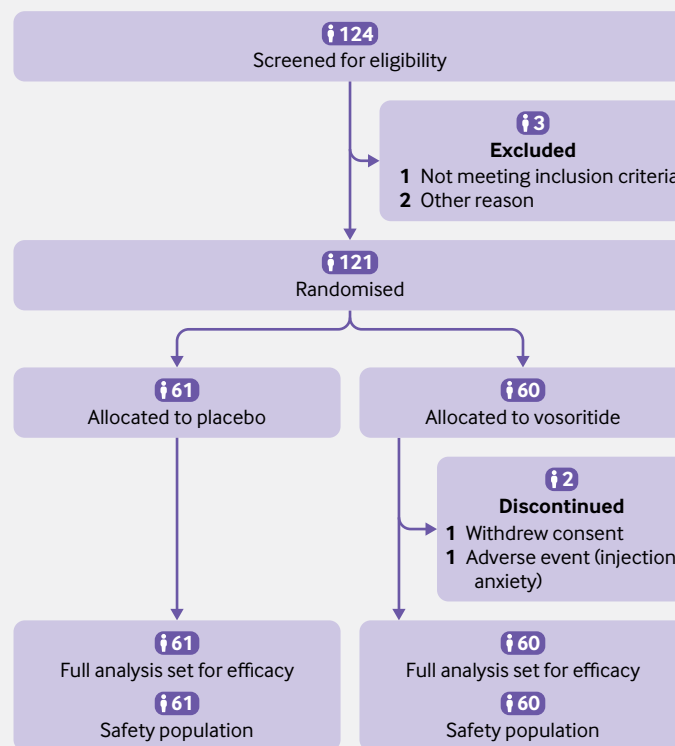 124
Screened for eligibility
3
Excluded
1 Not meeting inclusion criteria
2 Other reason
121
Randomised
61
Allocated to placebo
60
Allocated to vosoritide
2
Discontinued
1 Withdrew consent
1 Adverse event (injection
anxiety)
61
Full analysis set for efficacy
61
Safety population
60
Full analysis set for efficacy
60
Safety population